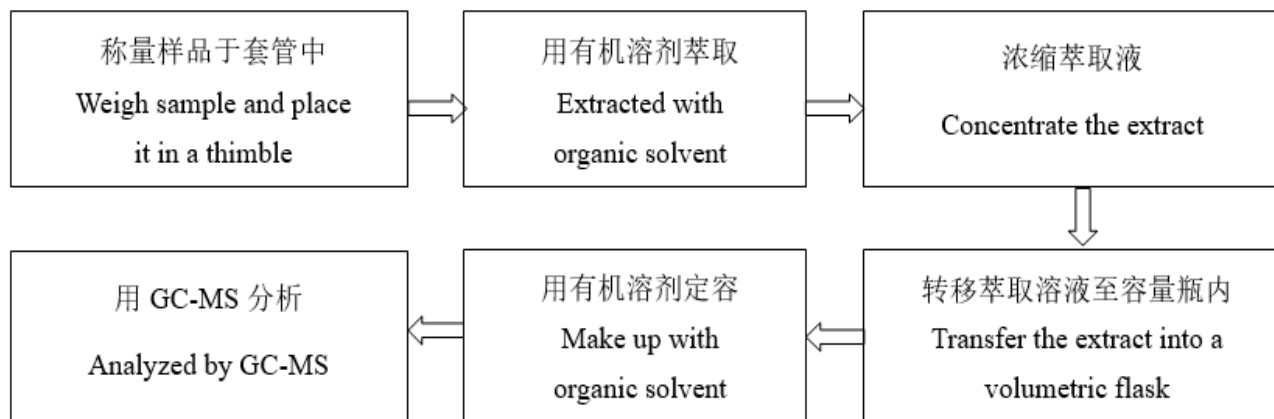 称量样品于套管中
Weigh sample and place
it in a thimble
用有机溶剂萃取
Extracted with
organic solvent
浓缩萃取液
Concentrate the extract
转移萃取溶液至容量瓶内
Transfer the extract into a
volumetric flask
用有机溶剂定容
Make up with
organic solvent
用 GC-MS 分析
Analyzed by GC-MS